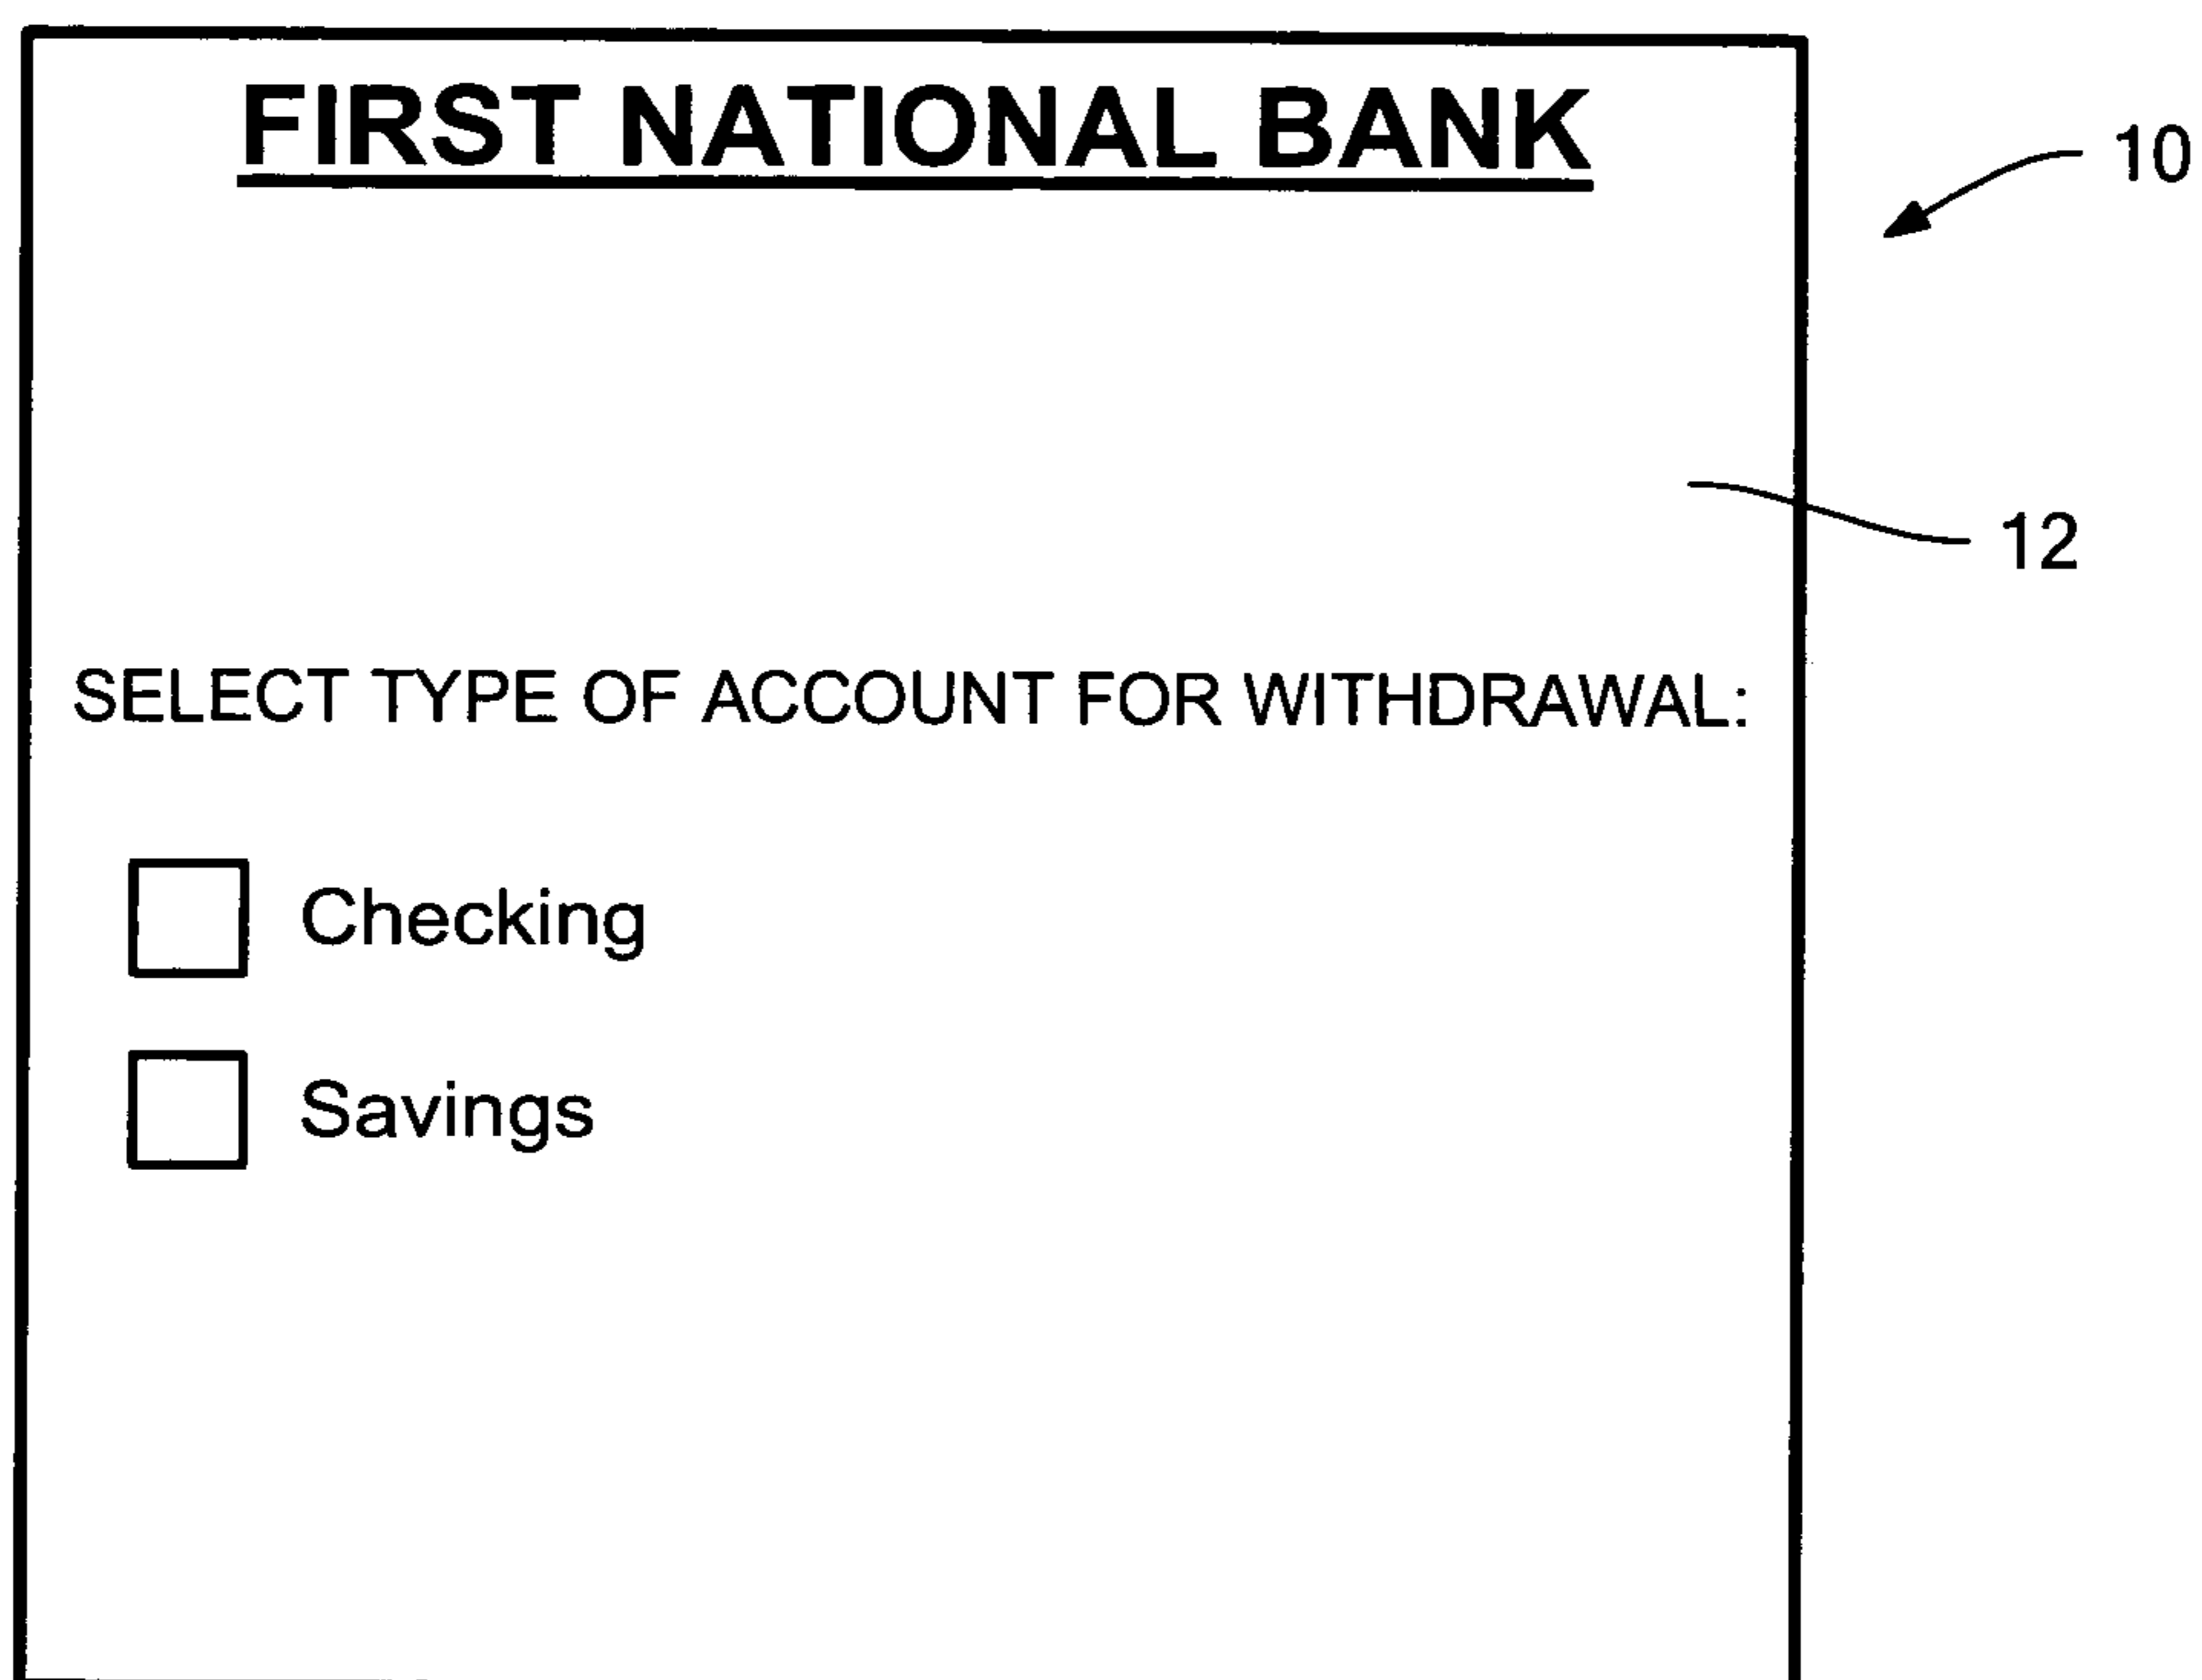 FIRST NATIONAL BANK
10
12
SELECT TYPE OF ACCOUNT FOR WITHDRAWAL:
Checking
Savings